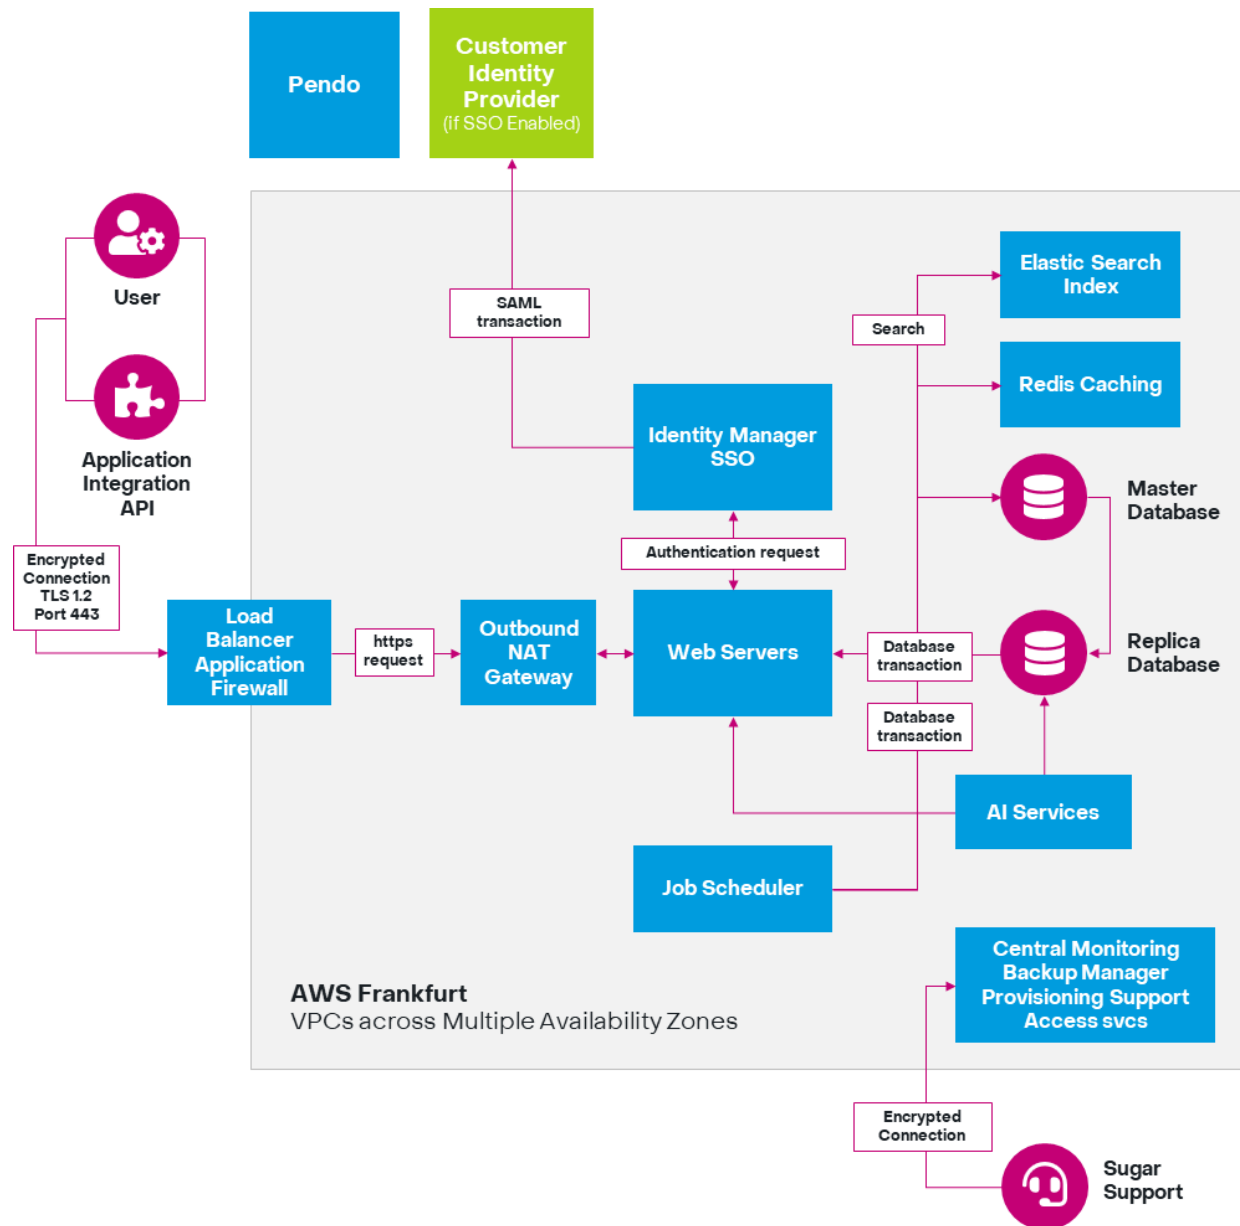 Pendo
Customer
Identity
Provider
(if SSO Enabled)
User
Application
Integration
API
SAML
transaction
Elastic Search
Index
Search
Redis Caching
Identity Manager
SSO
Master
Database
Authentication request
Encrypted
Connection
TLS 1.2
Port 443
Load
Balancer
Application
Firewall
https
request
Outbound
NAT
Gateway
Web Servers
Database
transaction
Replica
Database
Database
transaction
AI Services
Job Scheduler
Central Monitoring
Backup Manager
Provisioning Support
Access svcs
AWS Frankfurt
VPCs across Multiple Availability Zones
Encrypted
Connection
Sugar
Support